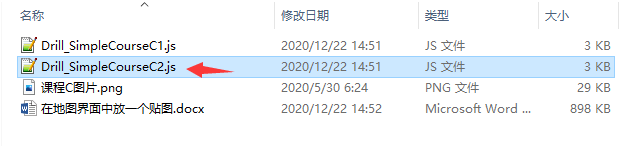 名称 修改日期 类型 大小
Drill_SimpleCourseC1.js 2020/12/22 14:51 JS 文件 3 KB
Drill_SimpleCourseC2.js 2020/12/22 14:51 JS 文件 3 KB
课程C图片.png 2020/5/30 6:24 PNG 文件 29 KB
在地图界面中放一个贴图.docx 2020/12/22 14:52 Microsoft Word ... 898 KB